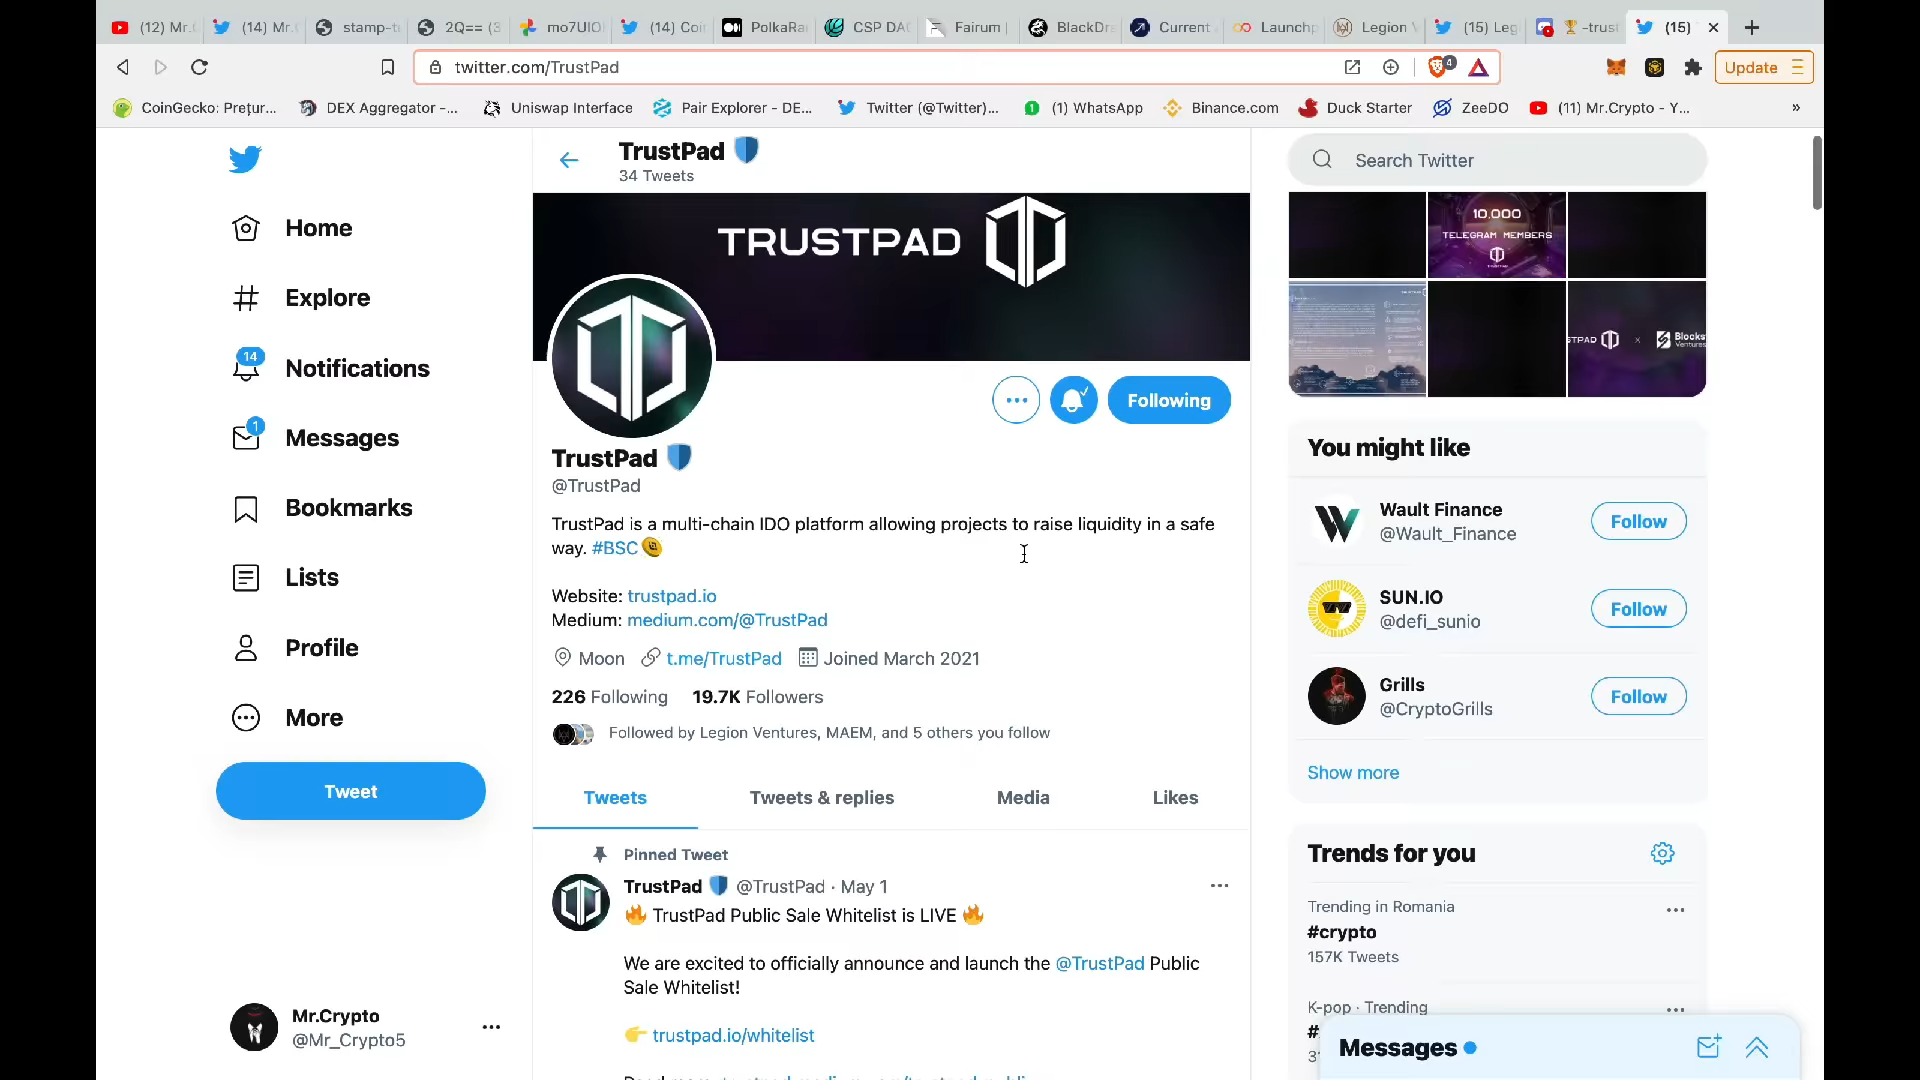 (12) Mr.C
(14) Mr.C
stamp-t
2Q== (3
mo7UIO
(14) Coi
PolkaRa
CSP DAO
Fairum |
BlackDr
Current
Launchp
Legion V
(15) Leg
-trust
(15)
twitter.com/TrustPad
4
Update
CoinGecko: Prețur...
DEX Aggregator -...
Uniswap Interface
Pair Explorer - DE...
Twitter (@Twitter)...
(1) WhatsApp
Binance.com
Duck Starter
ZeeDO
(11) Mr.Crypto - Y...
»
TrustPad
34 Tweets
Search Twitter
Home
Explore
14
Notifications
1
Messages
Bookmarks
Lists
Profile
More
Tweet
Mr.Crypto
@Mr_Crypto5
TRUSTPAD
Following
TrustPad
@TrustPad
TrustPad is a multi-chain IDO platform allowing projects to raise liquidity in a safe
way. #BSC
Website: trustpad.io
Medium: medium.com/@TrustPad
Moon t.me/TrustPad Joined March 2021
226 Following 19.7K Followers
Followed by Legion Ventures, MAEM, and 5 others you follow
Tweets
Tweets & replies
Media
Likes
Pinned Tweet
TrustPad @TrustPad · May 1
🔥 TrustPad Public Sale Whitelist is LIVE 🔥
We are excited to officially announce and launch the @TrustPad Public
Sale Whitelist!
👉 trustpad.io/whitelist
10.000
TELEGRAM MEMBERS
STPAD
x
Blocks
Ventures
You might like
Wault Finance
@Wault_Finance
Follow
SUN.IO
@defi_sunio
Follow
Grills
@CryptoGrills
Follow
Show more
Trends for you
Trending in Romania
#crypto
157K Tweets
K-pop · Trending
#
Messages